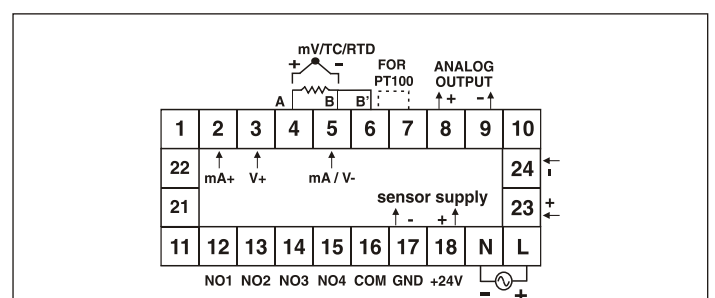 mV/TC/RTD
+ -
FOR
PT100
ANALOG
OUTPUT
+ -
A B B'
1 2 3 4 5 6 7 8 9 10
22 mA+ V+ mA / V- 24 -
21 sensor supply 23 +
- +
11 12 13 14 15 16 17 18 N L
NO1 NO2 NO3 NO4 COM GND +24V
- +